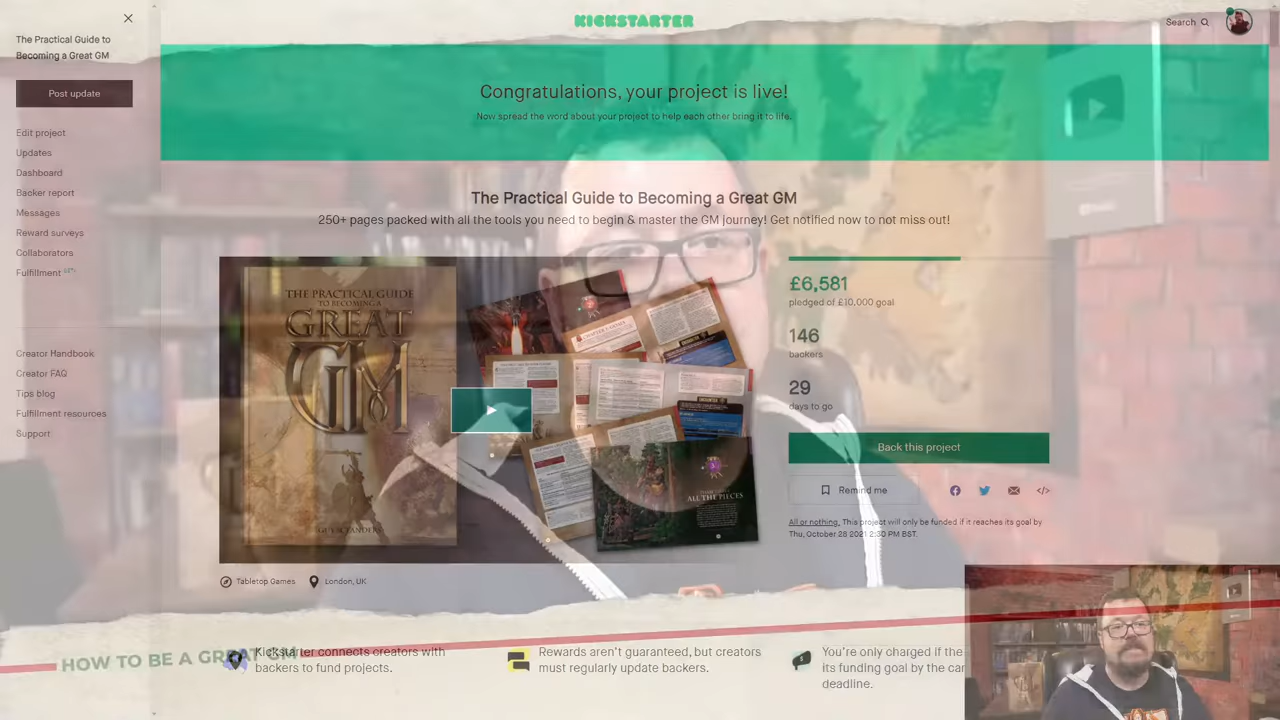 KICKSTARTER
Search
The Practical Guide to
Becoming a Great GM
Post update
Edit project
Updates
Dashboard
Backer report
Messages
Reward surveys
Collaborators
Fulfillment
Creator Handbook
Creator FAQ
Tips blog
Fulfillment resources
Support
Congratulations, your project is live!
Now spread the word about your project to help each other bring it to life.
The Practical Guide to Becoming a Great GM
250+ pages packed with all the tools you need to begin & master the GM journey! Get notified now to not miss out!
THE PRACTICAL GUIDE
TO BECOMING A
GREAT
GM
ALL THE PIECES
£6,581
pledged of £10,000 goal
146
backers
29
days to go
Back this project
Remind me
All or nothing. This project will only be funded if it reaches its goal by
Thu, October 28 2021 2:30 PM BST.
Tabletop Games
London, UK
HOW TO BE A GREAT
Kickstarter connects creators with
backers to fund projects.
Rewards aren't guaranteed, but creators
must regularly update backers.
You're only charged if the
its funding goal by the
deadline.